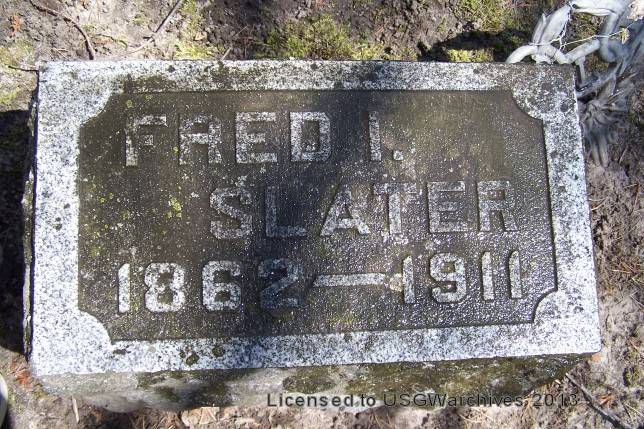 FRED I.
SLATER
1862—1911
Licensed to USGWarchives 2013